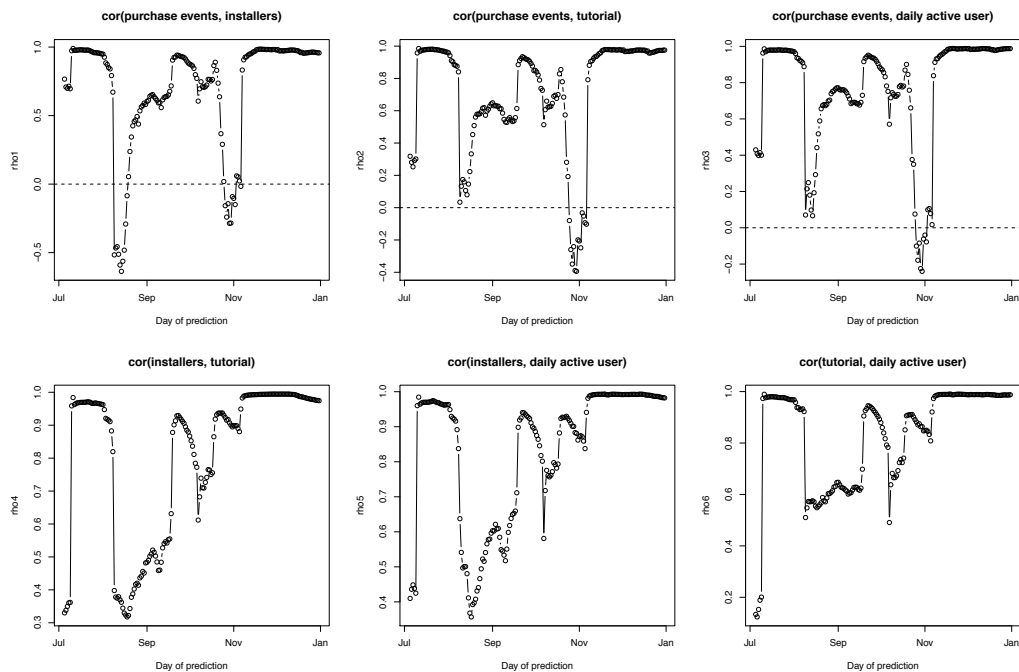 cor(purchase events, installers)
rho1
1.0
0.5
0.0
−0.5
Jul Sep Nov Jan
Day of prediction
cor(purchase events, tutorial)
rho2
1.0
0.8
0.6
0.4
0.2
0.0
−0.2
−0.4
Jul Sep Nov Jan
Day of prediction
cor(purchase events, daily active user)
rho3
1.0
0.8
0.6
0.4
0.2
0.0
−0.2
Jul Sep Nov Jan
Day of prediction
cor(installers, tutorial)
rho4
1.0
0.9
0.8
0.7
0.6
0.5
0.4
0.3
Jul Sep Nov Jan
Day of prediction
cor(installers, daily active user)
rho5
1.0
0.9
0.8
0.7
0.6
0.5
0.4
Jul Sep Nov Jan
Day of prediction
cor(tutorial, daily active user)
rho6
1.0
0.8
0.6
0.4
0.2
Jul Sep Nov Jan
Day of prediction